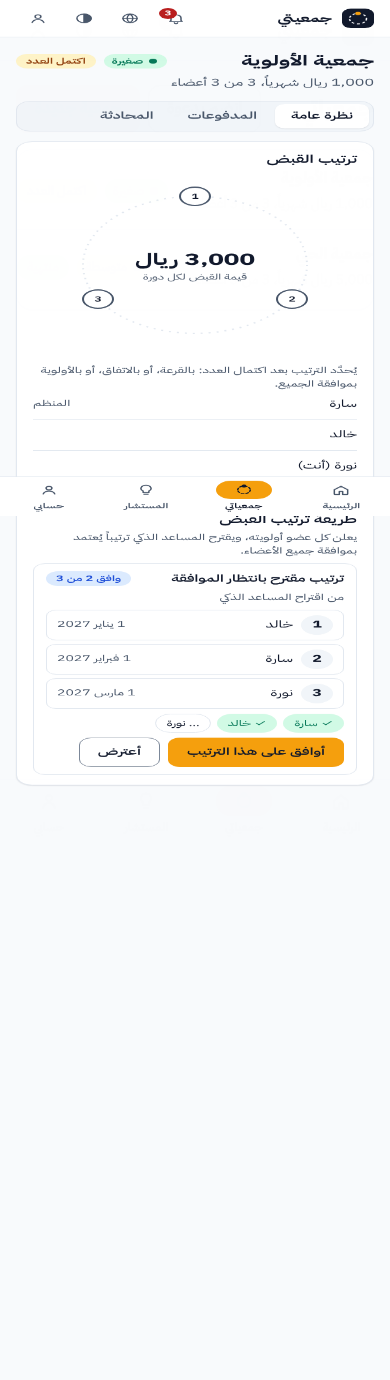 جمعيتي
3
جمعية الأولوية
صغيرة
اكتمل العدد
1,000 ريال شهرياً، 3 من 3 أعضاء
نظرة عامة
المدفوعات
المحادثة
ترتيب القبض
1
3,000 ريال
قيمة القبض لكل دورة
2
3
يُحدّد الترتيب بعد اكتمال العدد: بالقرعة، أو بالاتفاق، أو بالأولوية
بموافقة الجميع.
سارة
المنظم
خالد
نورة (أنت)
الرئيسية
جمعياتي
المستشار
حسابي
طريقة ترتيب القبض
يعلن كل عضو أولويته، ويقترح المساعد الذكي ترتيباً يُعتمد
بموافقة جميع الأعضاء.
ترتيب مقترح بانتظار الموافقة
وافق 2 من 3
من اقتراح المساعد الذكي
1 خالد 1 يناير 2027
2 سارة 1 فبراير 2027
3 نورة 1 مارس 2027
✓ سارة
✓ خالد
... نورة
أوافق على هذا الترتيب
أعترض